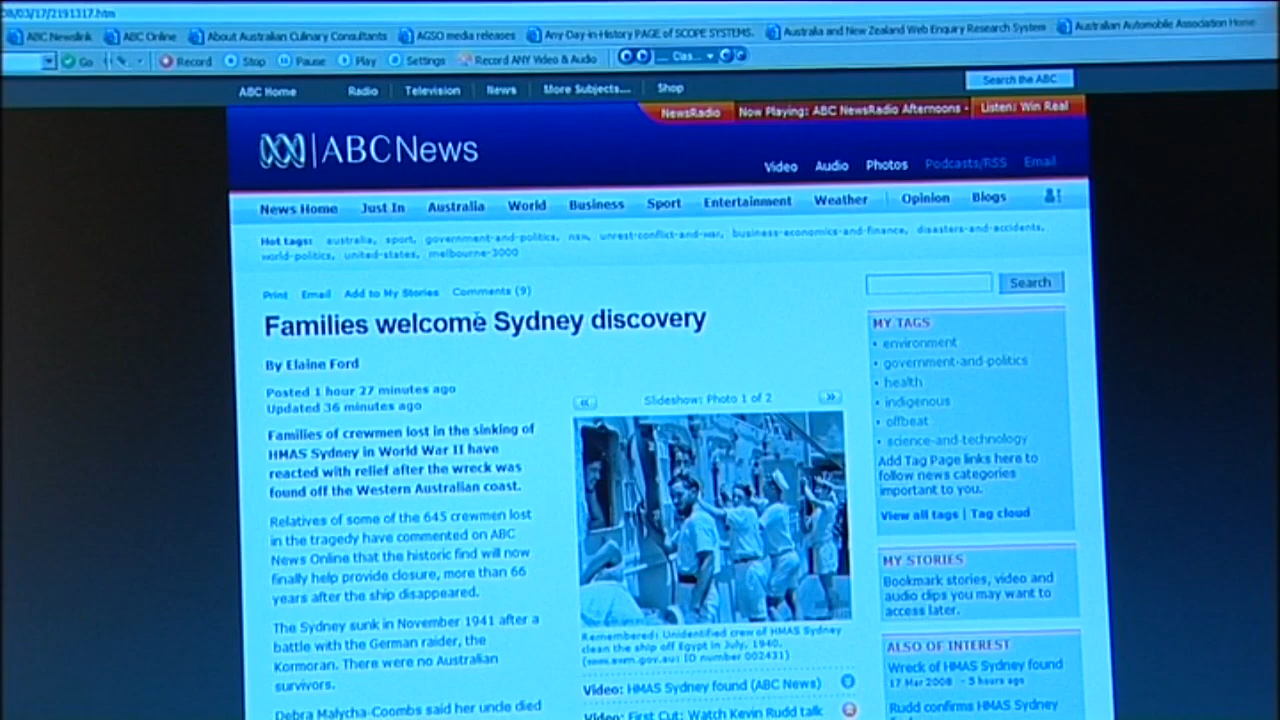 08/03/17/2191317.htm
ABC Newslink ABC Online About Australian Culinary Consultants AGSO media releases Any-Day-in-History PAGE of SCOPE SYSTEMS. Australia and New Zealand Web Enquiry Research System Australian Automobile Association Home
Go Record Stop Pause Play Settings Record ANY Video & Audio ... Clas...
Search the ABC
ABC Home Radio Television News More Subjects... Shop
NewsRadio Now Playing: ABC NewsRadio Afternoons - Listen: Win Real
ABC News
Video Audio Photos Podcasts/RSS Email
News Home Just In Australia World Business Sport Entertainment Weather Opinion Blogs
Hot tags: australia, sport, government-and-politics, nsw, unrest-conflict-and-war, business-economics-and-finance, disasters-and-accidents,
world-politics, united-states, melbourne-3000
Print Email Add to My Stories Comments (9)
Search
Families welcome Sydney discovery
By Elaine Ford
Posted 1 hour 27 minutes ago
Updated 36 minutes ago
Families of crewmen lost in the sinking of
HMAS Sydney in World War II have
reacted with relief after the wreck was
found off the Western Australian coast.
Relatives of some of the 645 crewmen lost
in the tragedy have commented on ABC
News Online that the historic find will now
finally help provide closure, more than 66
years after the ship disappeared.
The Sydney sunk in November 1941 after a
battle with the German raider, the
Kormoran. There were no Australian
survivors.
Debra Malycha-Coombs said her uncle died
« Slideshow: Photo 1 of 2 »
Remembered: Unidentified crew of HMAS Sydney
clean the ship off Egypt in July, 1940.
(www.awm.gov.au: ID number 002431)
Video: HMAS Sydney found (ABC News)
Video: First Cut: Watch Kevin Rudd talk
MY TAGS
• environment
• government-and-politics
• health
• indigenous
• offbeat
• science-and-technology
Add Tag Page links here to
follow news categories
important to you.
View all tags | Tag cloud
MY STORIES
Bookmark stories, video and
audio clips you may want to
access later.
ALSO OF INTEREST
Wreck of HMAS Sydney found
17 Mar 2008 - 5 hours ago
Rudd confirms HMAS Sydney